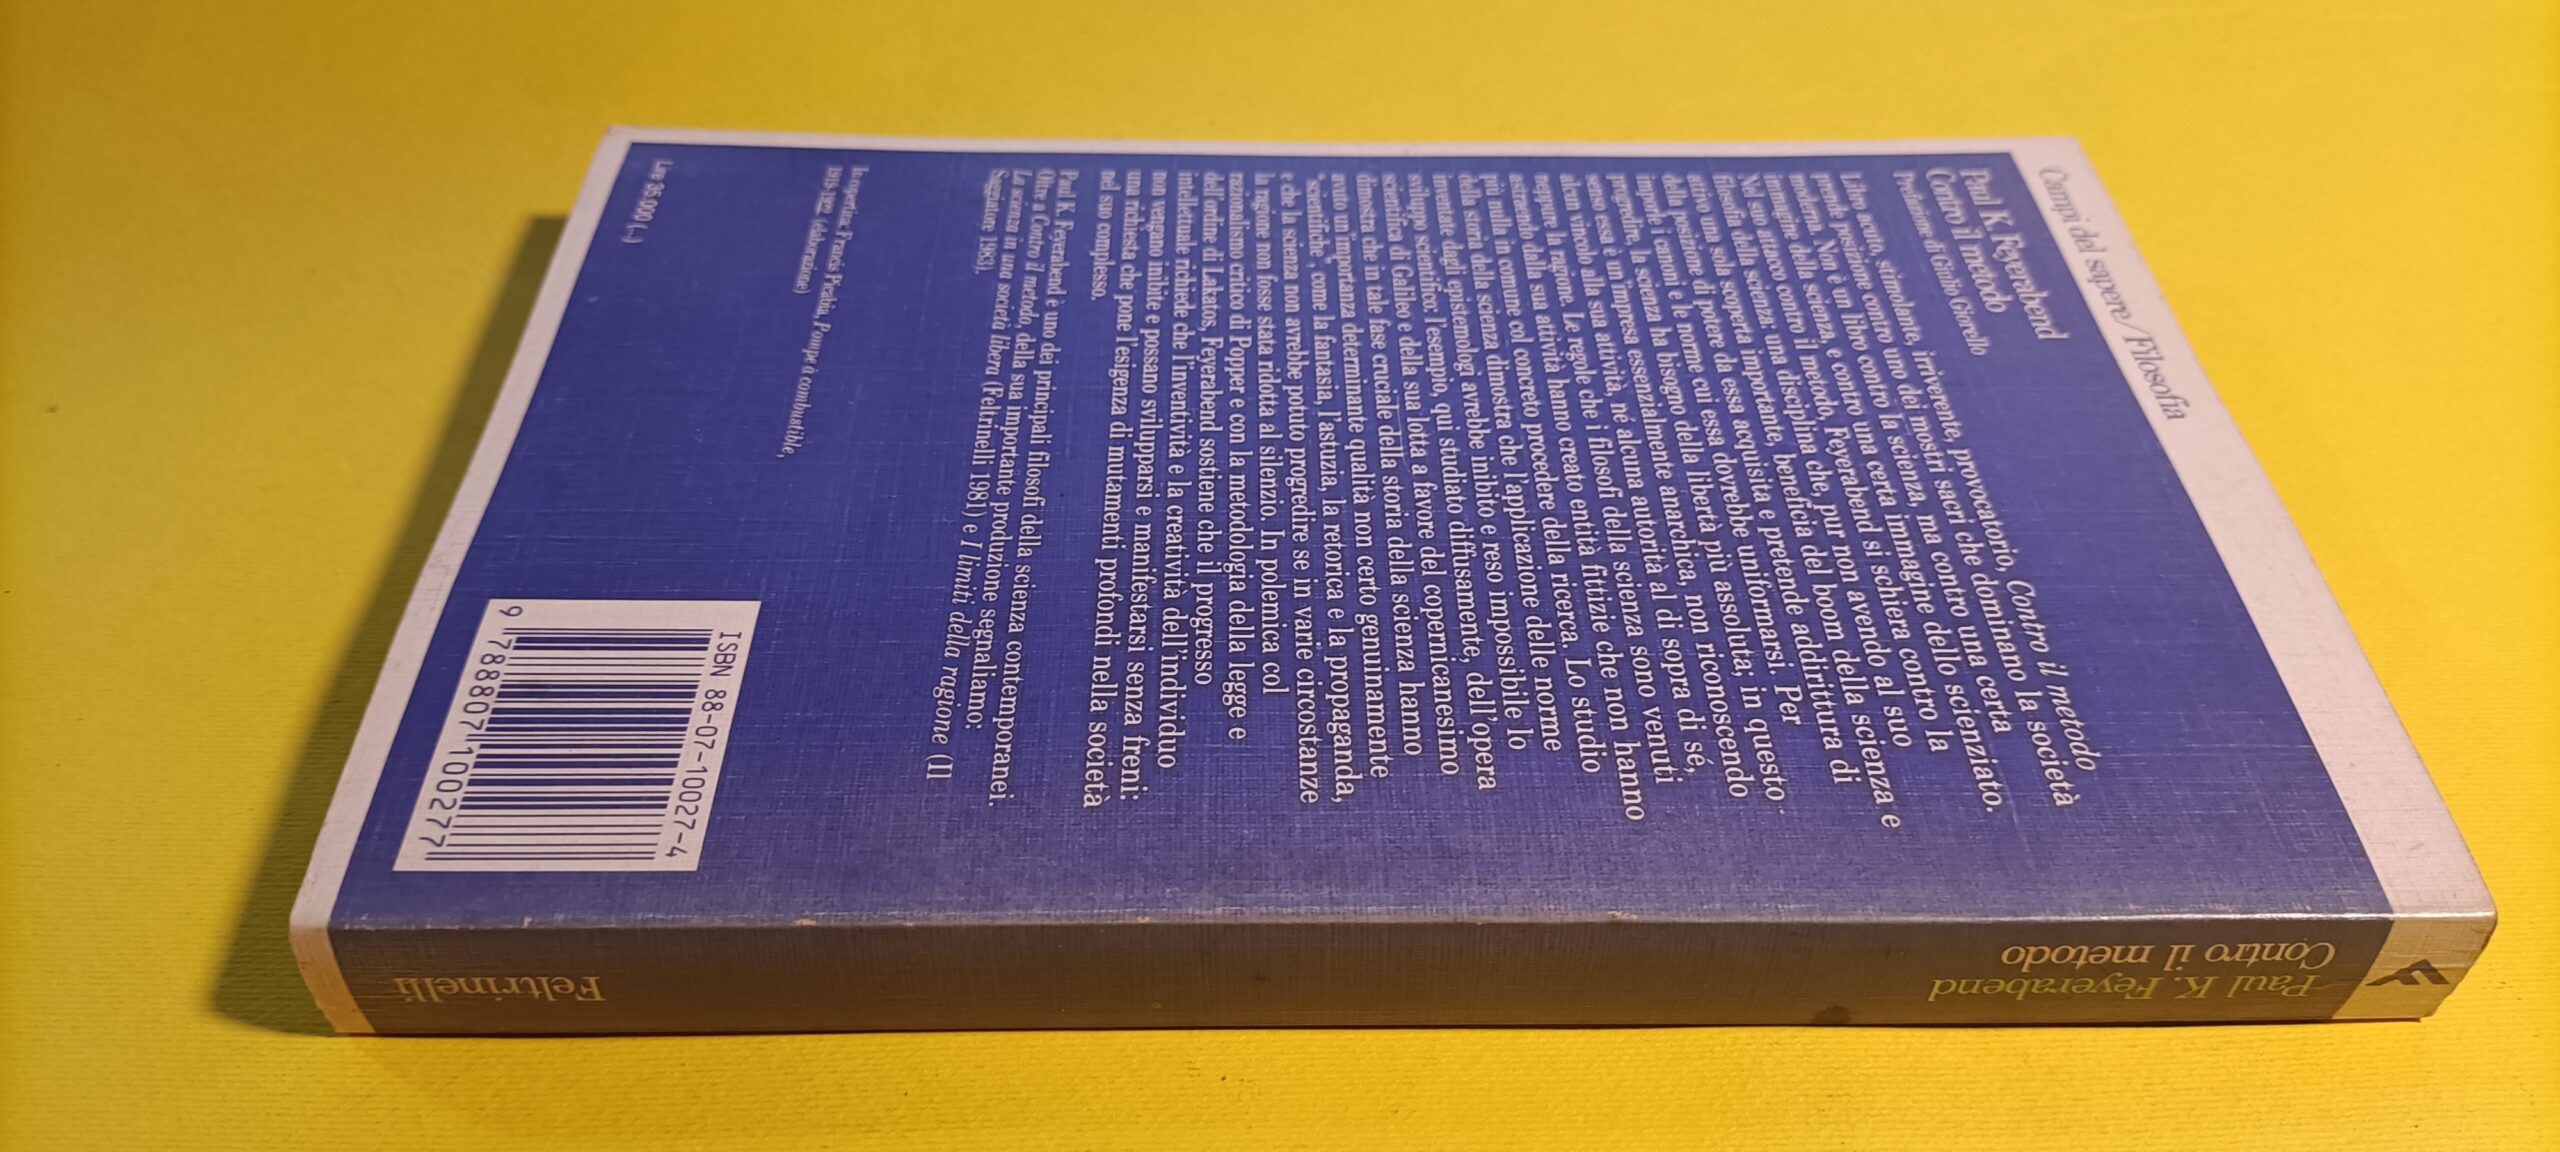 Campi del sapere/Filosofia
Paul K. Feyerabend
Contro il metodo
Prefazione di Giulio Giorello
Libro acuto, stimolante, irriverente, provocatorio, Contro il metodo
prende posizione contro uno dei mostri sacri che dominano la società
moderna. Non è un libro contro la scienza, ma contro una certa
immagine della scienza, e contro una certa immagine dello scienziato.
Nel suo attacco contro il metodo, Feyerabend si schiera contro la
filosofia della scienza: una disciplina che, pur non avendo al suo
attivo una sola scoperta importante, beneficia del boom della scienza e
della posizione di potere da essa acquisita e pretende addirittura di
imporle i canoni e le norme cui essa dovrebbe uniformarsi. Per
progredire, la scienza ha bisogno della libertà più assoluta; in questo
senso essa è un'impresa essenzialmente anarchica, non riconoscendo
alcun vincolo alla sua attività, né alcuna autorità al di sopra di sé,
neppure la ragione. Le regole che i filosofi della scienza sono venuti
astraendo dalla sua attività hanno creato entità fittizie che non hanno
più nulla in comune col concreto procedere della ricerca. Lo studio
della storia della scienza dimostra che l'applicazione delle norme
inventate dagli epistemologi avrebbe inibito e reso impossibile lo
sviluppo scientifico: l'esempio, qui studiato diffusamente, dell'opera
scientifica di Galileo e della sua lotta a favore del copernicanesimo
dimostra che in tale fase cruciale della storia della scienza hanno
avuto un'importanza determinante qualità non certo genuinamente
"scientifiche", come la fantasia, l'astuzia, la retorica e la propaganda,
e che la scienza non avrebbe potuto progredire se in varie circostanze
la ragione non fosse stata ridotta al silenzio. In polemica col
razionalismo critico di Popper e con la metodologia della legge e
dell'ordine di Lakatos, Feyerabend sostiene che il progresso
intellettuale richiede che l'inventività e la creatività dell'individuo
non vengano inibite e possano svilupparsi e manifestarsi senza freni:
una richiesta che pone l'esigenza di mutamenti profondi nella società
nel suo complesso.
Paul K. Feyerabend è uno dei principali filosofi della scienza contemporanei.
Oltre a Contro il metodo, della sua importante produzione segnaliamo:
La scienza in una società libera (Feltrinelli 1981) e I limiti della ragione (Il
Saggiatore 1983).
In copertina: Francis Picabia, Pompe à combustible,
1919-1922 (elaborazione)
Lire 35.000 (..)
ISBN 88-07-10027-4
9 788807 100277
Paul K. Feyerabend
Contro il metodo
Feltrinelli